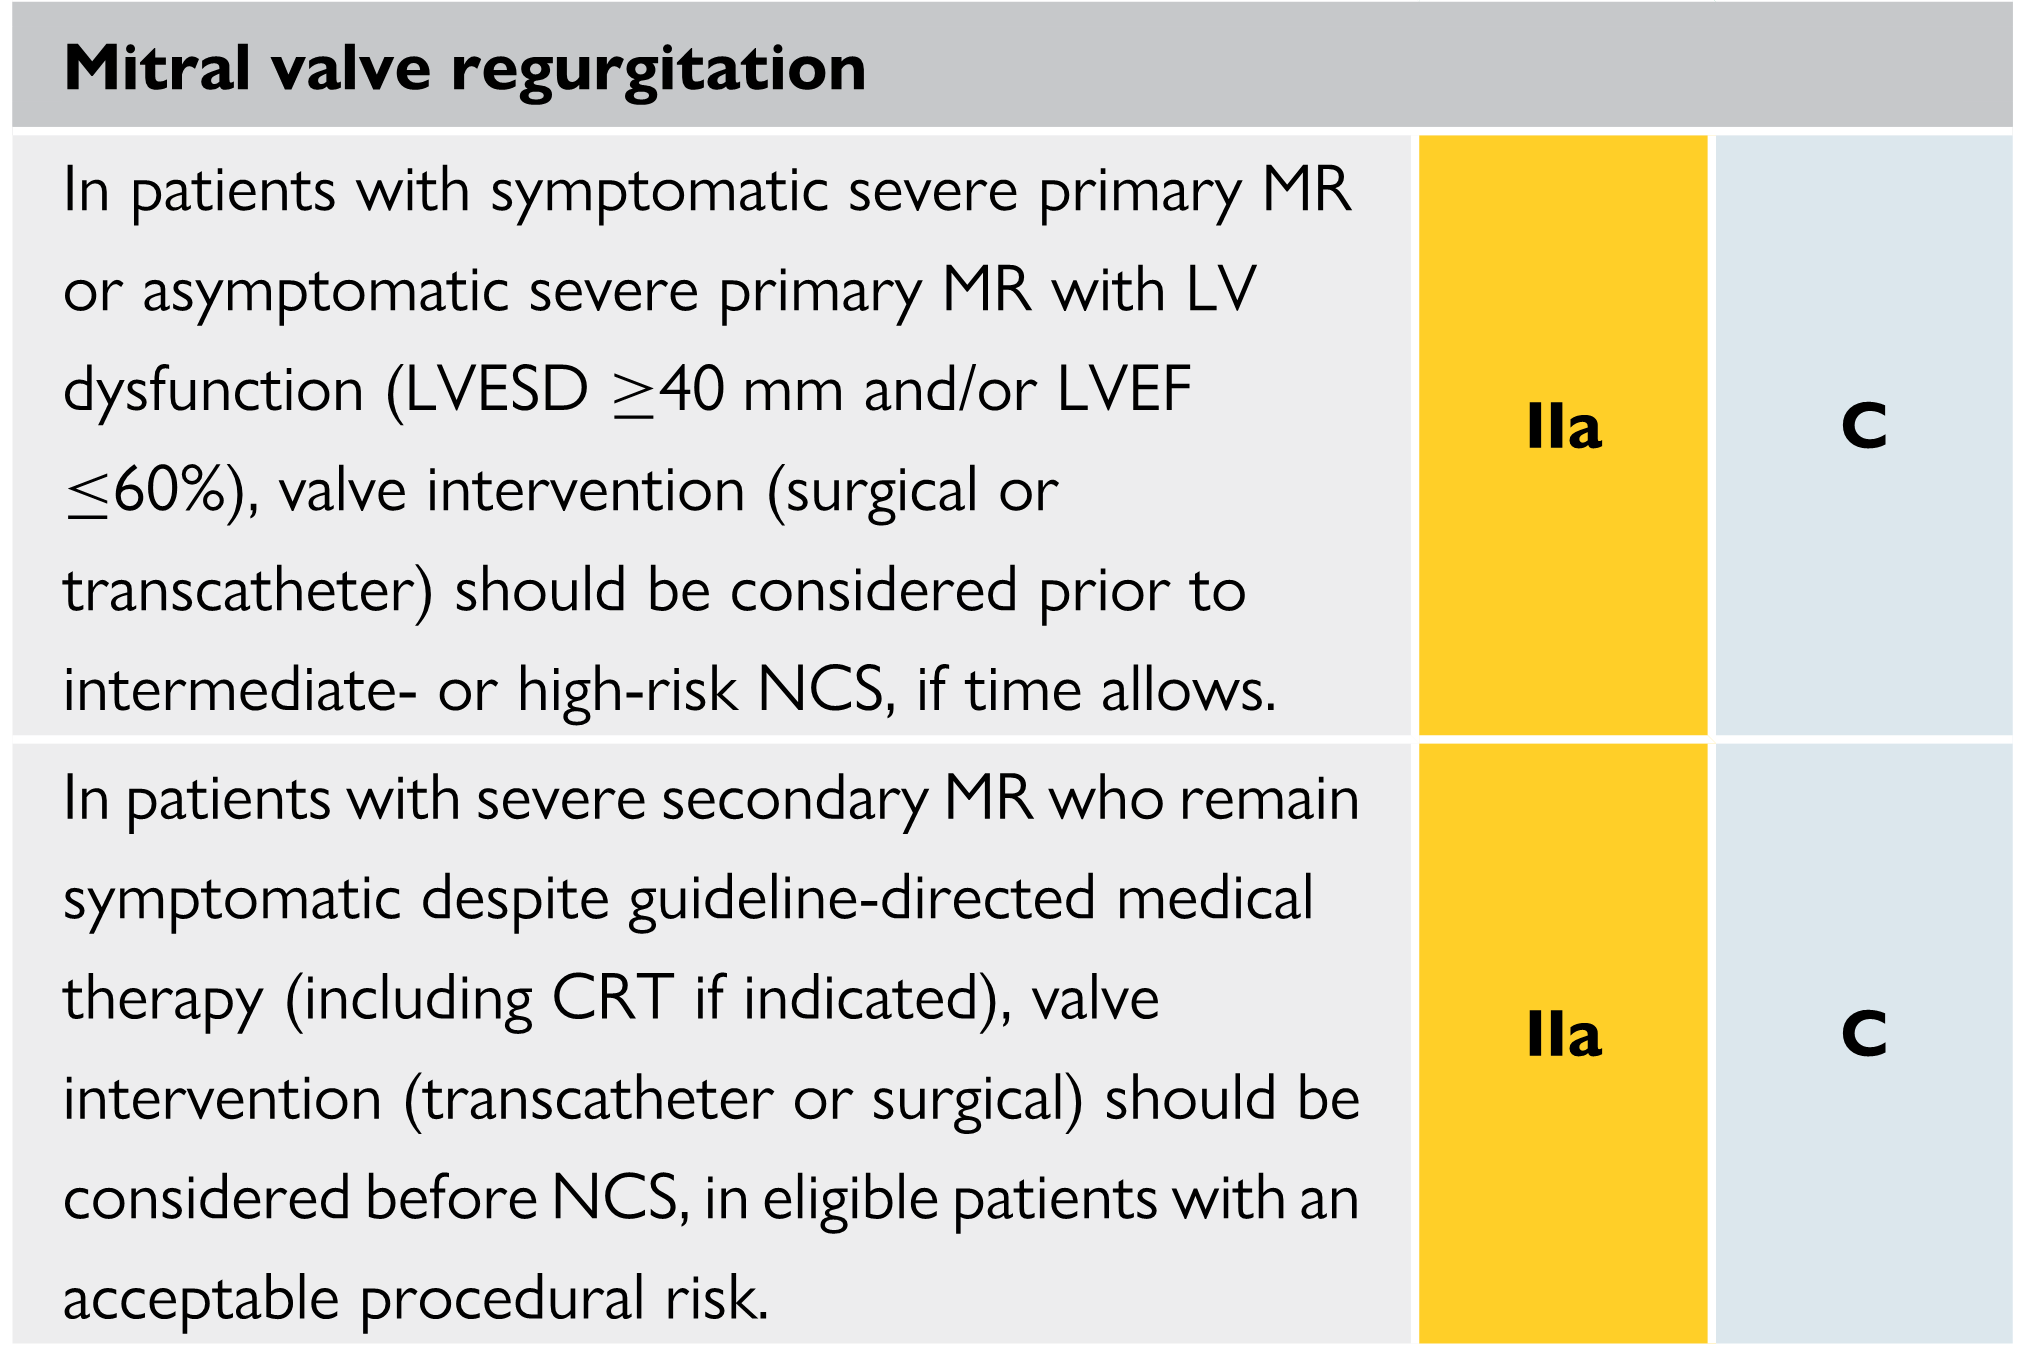 Mitral valve regurgitation
In patients with symptomatic severe primary MR
or asymptomatic severe primary MR with LV
dysfunction (LVESD ≥40 mm and/or LVEF
≤60%), valve intervention (surgical or
transcatheter) should be considered prior to
intermediate- or high-risk NCS, if time allows.
IIa
C
In patients with severe secondary MR who remain
symptomatic despite guideline-directed medical
therapy (including CRT if indicated), valve
intervention (transcatheter or surgical) should be
considered before NCS, in eligible patients with an
acceptable procedural risk.
IIa
C